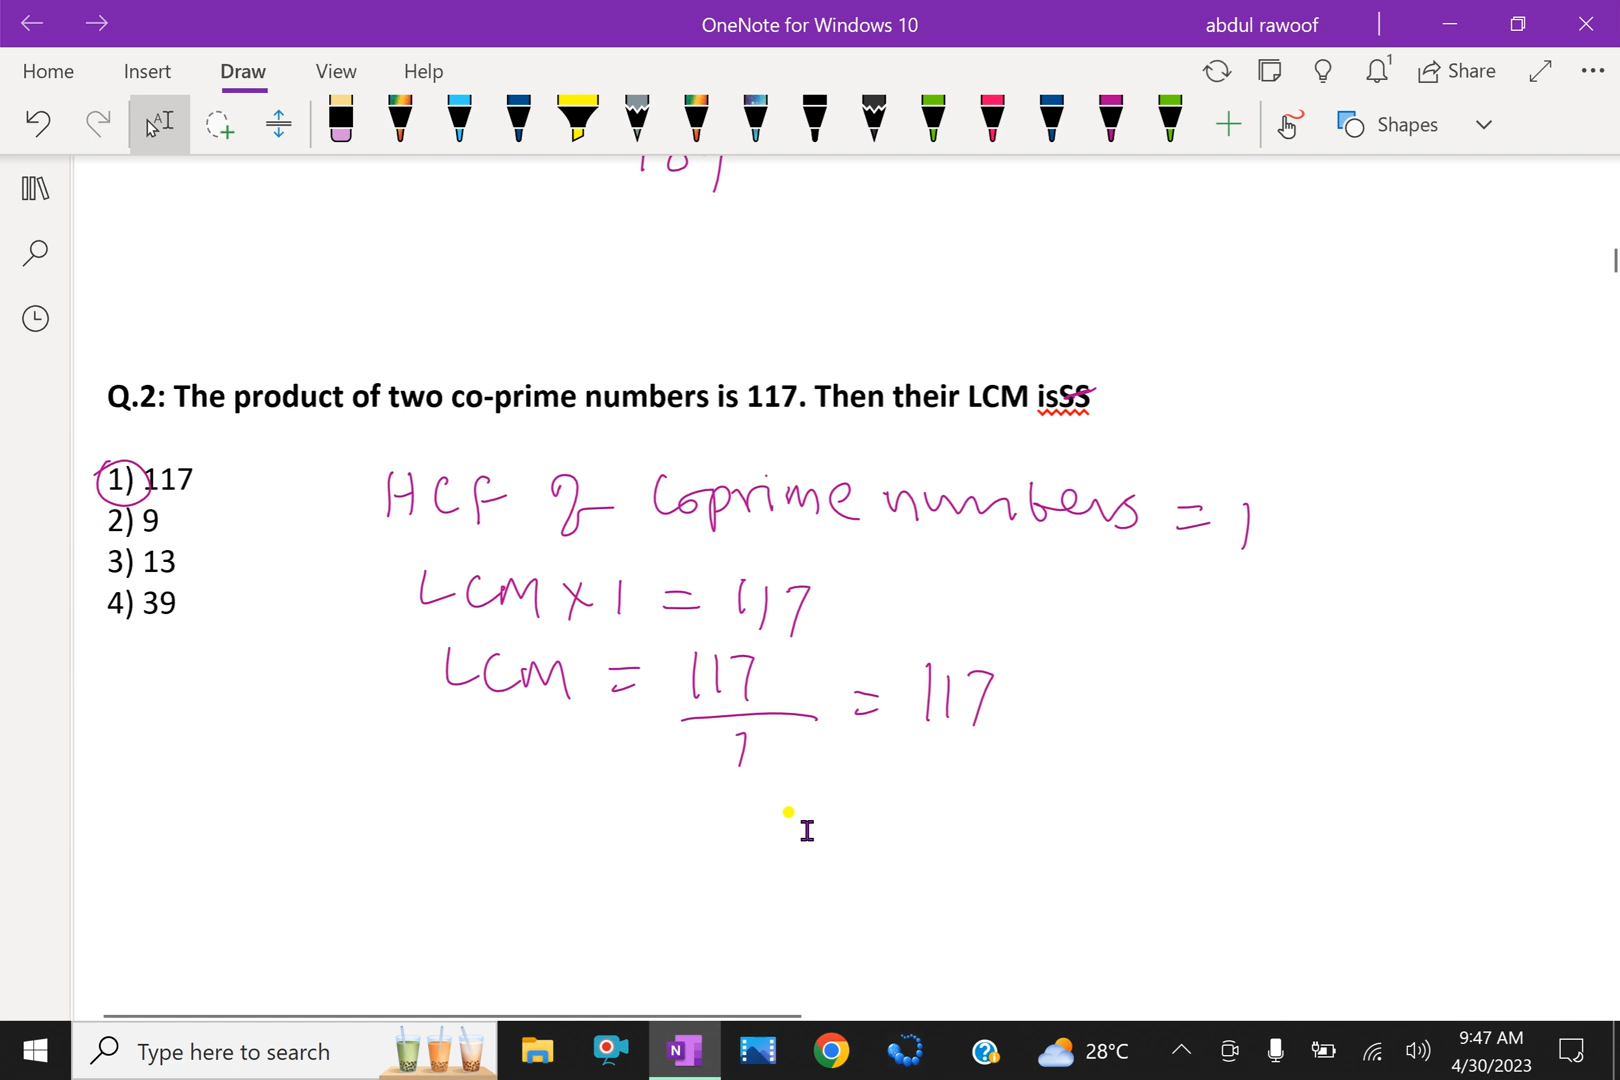 OneNote for Windows 10
abdul rawoof
Home Insert Draw View Help
1
Share
Shapes
Q.2: The product of two co-prime numbers is 117. Then their LCM isSS
1) 117
2) 9
3) 13
4) 39
HCF of Coprime numbers = 1
LCM × 1 = 117
LCM = 117
1
= 117
Type here to search
28°C
9:47 AM
4/30/2023